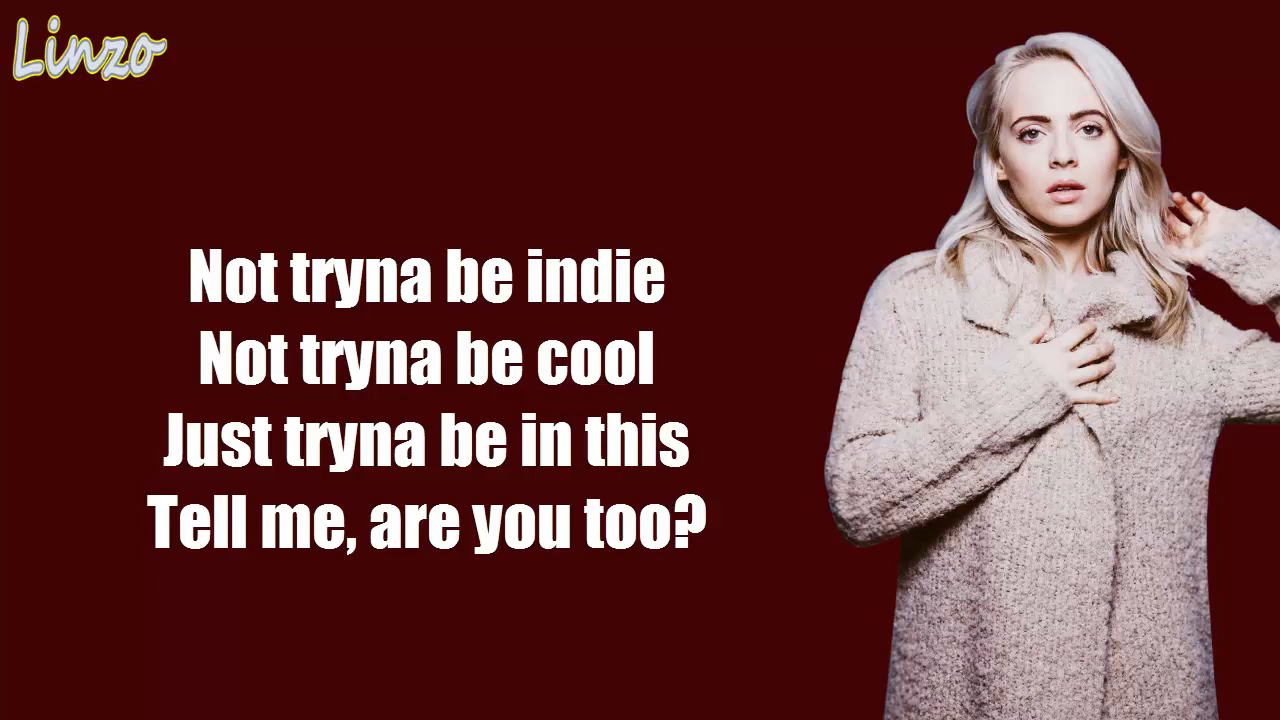 Linzo
Not tryna be indie
Not tryna be cool
Just tryna be in this
Tell me, are you too?